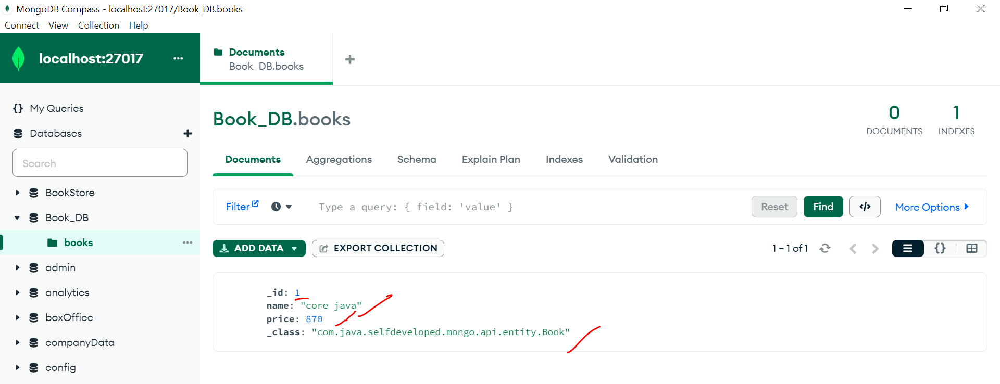 MongoDB Compass - localhost:27017/Book_DB.books
Connect View Collection Help
localhost:27017 ...
Documents
Book_DB.books
+
{} My Queries
Databases +
Search
BookStore
Book_DB
books ...
admin
analytics
boxOffice
companyData
config
Book_DB.books
0
DOCUMENTS
1
INDEXES
Documents Aggregations Schema Explain Plan Indexes Validation
Filter Type a query: { field: 'value' } Reset Find </> More Options
ADD DATA EXPORT COLLECTION 1 – 1 of 1 {}
_id: 1
name: "core java"
price: 870
_class: "com.java.selfdeveloped.mongo.api.entity.Book"